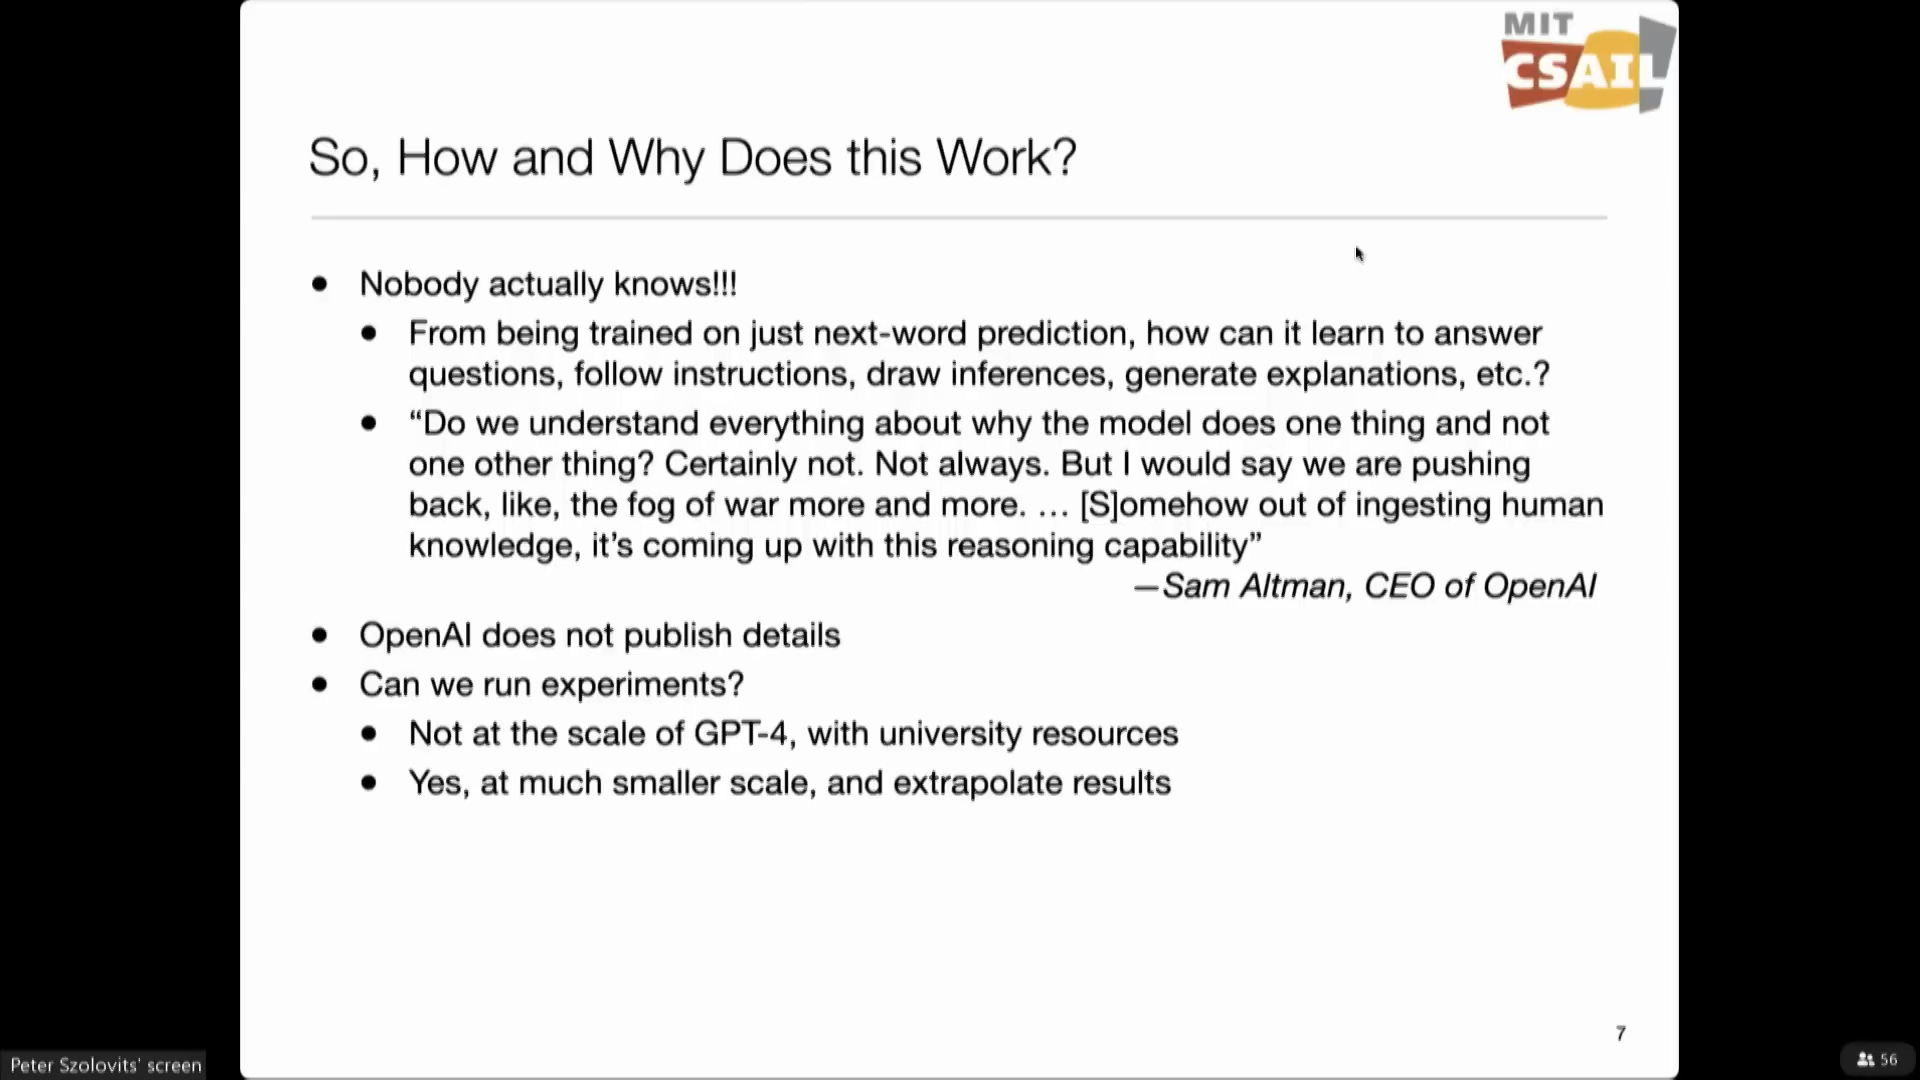 MIT
CSAIL
So, How and Why Does this Work?
• Nobody actually knows!!!
• From being trained on just next-word prediction, how can it learn to answer
questions, follow instructions, draw inferences, generate explanations, etc.?
• “Do we understand everything about why the model does one thing and not
one other thing? Certainly not. Not always. But I would say we are pushing
back, like, the fog of war more and more. … [S]omehow out of ingesting human
knowledge, it’s coming up with this reasoning capability”
—Sam Altman, CEO of OpenAI
• OpenAI does not publish details
• Can we run experiments?
• Not at the scale of GPT-4, with university resources
• Yes, at much smaller scale, and extrapolate results
7
Peter Szolovits' screen
56